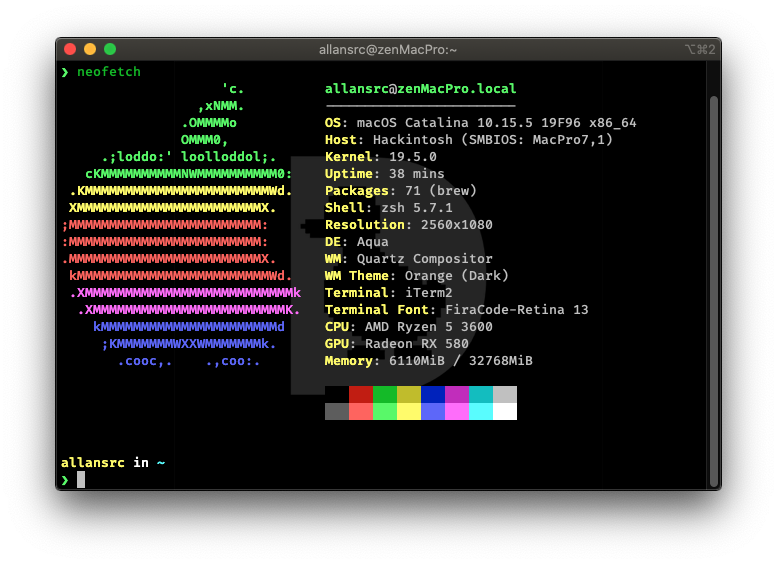 allansrc@zenMacPro:~
⌥⌘2
❯ neofetch
'c.
,xNMM.
.OMMMMo
OMMM0,
.;loddo:' loolloddol;.
cKMMMMMMMMMMNWMMMMMMMMMM0:
.KMMMMMMMMMMMMMMMMMMMMMMMWd.
XMMMMMMMMMMMMMMMMMMMMMMMX.
;MMMMMMMMMMMMMMMMMMMMMMMM:
:MMMMMMMMMMMMMMMMMMMMMMMM:
.MMMMMMMMMMMMMMMMMMMMMMMMX.
kMMMMMMMMMMMMMMMMMMMMMMMMWd.
.XMMMMMMMMMMMMMMMMMMMMMMMMMMk
.XMMMMMMMMMMMMMMMMMMMMMMMMK.
kMMMMMMMMMMMMMMMMMMMMMMd
;KMMMMMMMWXXWMMMMMMMk.
.cooc,. .,coo:.
allansrc@zenMacPro.local
------------------------
OS: macOS Catalina 10.15.5 19F96 x86_64
Host: Hackintosh (SMBIOS: MacPro7,1)
Kernel: 19.5.0
Uptime: 38 mins
Packages: 71 (brew)
Shell: zsh 5.7.1
Resolution: 2560x1080
DE: Aqua
WM: Quartz Compositor
WM Theme: Orange (Dark)
Terminal: iTerm2
Terminal Font: FiraCode-Retina 13
CPU: AMD Ryzen 5 3600
GPU: Radeon RX 580
Memory: 6110MiB / 32768MiB
allansrc in ~
❯